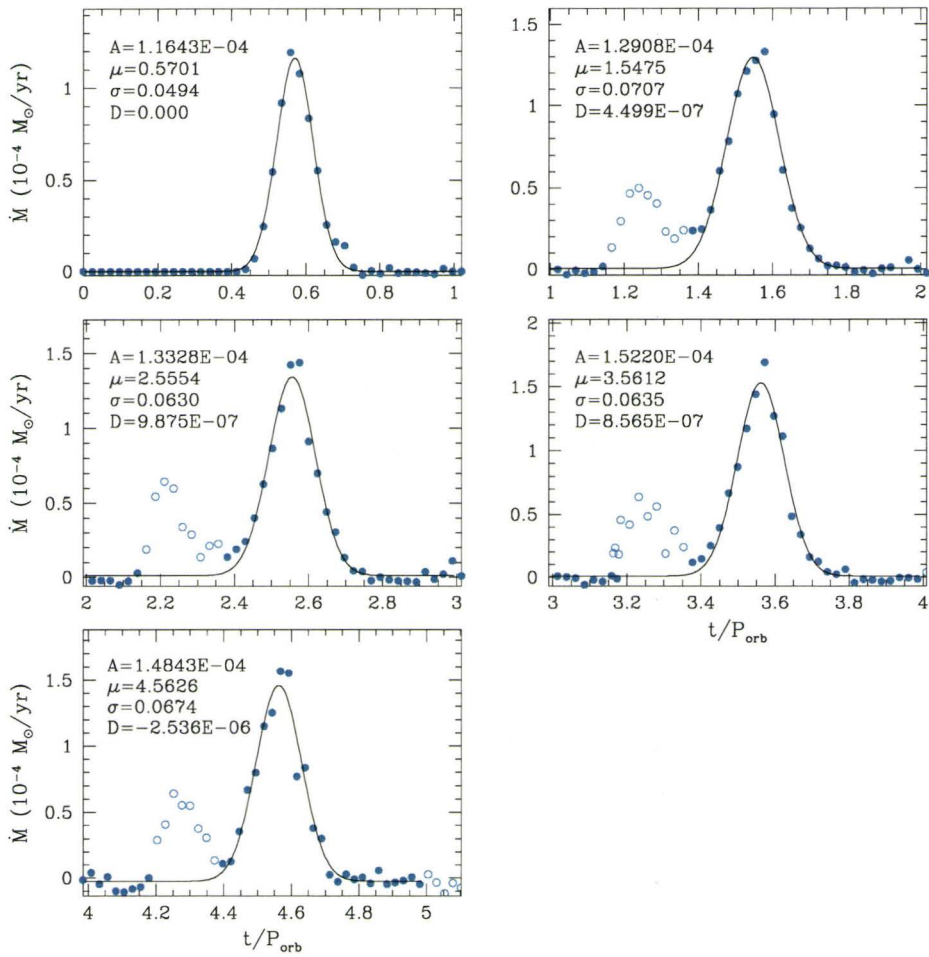 A=1.1643E−04
μ=0.5701
σ=0.0494
D=0.000
Ṁ (10⁻⁴ M⊙/yr)
1
0.5
0
0 0.2 0.4 0.6 0.8 1
A=1.2908E−04
μ=1.5475
σ=0.0707
D=4.499E−07
1.5
1
0.5
0
1 1.2 1.4 1.6 1.8 2
A=1.3328E−04
μ=2.5554
σ=0.0630
D=9.875E−07
Ṁ (10⁻⁴ M⊙/yr)
1.5
1
0.5
0
2 2.2 2.4 2.6 2.8 3
A=1.5220E−04
μ=3.5612
σ=0.0635
D=8.565E−07
2
1.5
1
0.5
0
3 3.2 3.4 3.6 3.8 4
t/Porb
A=1.4843E−04
μ=4.5626
σ=0.0674
D=−2.536E−06
Ṁ (10⁻⁴ M⊙/yr)
1.5
1
0.5
0
4 4.2 4.4 4.6 4.8 5
t/Porb